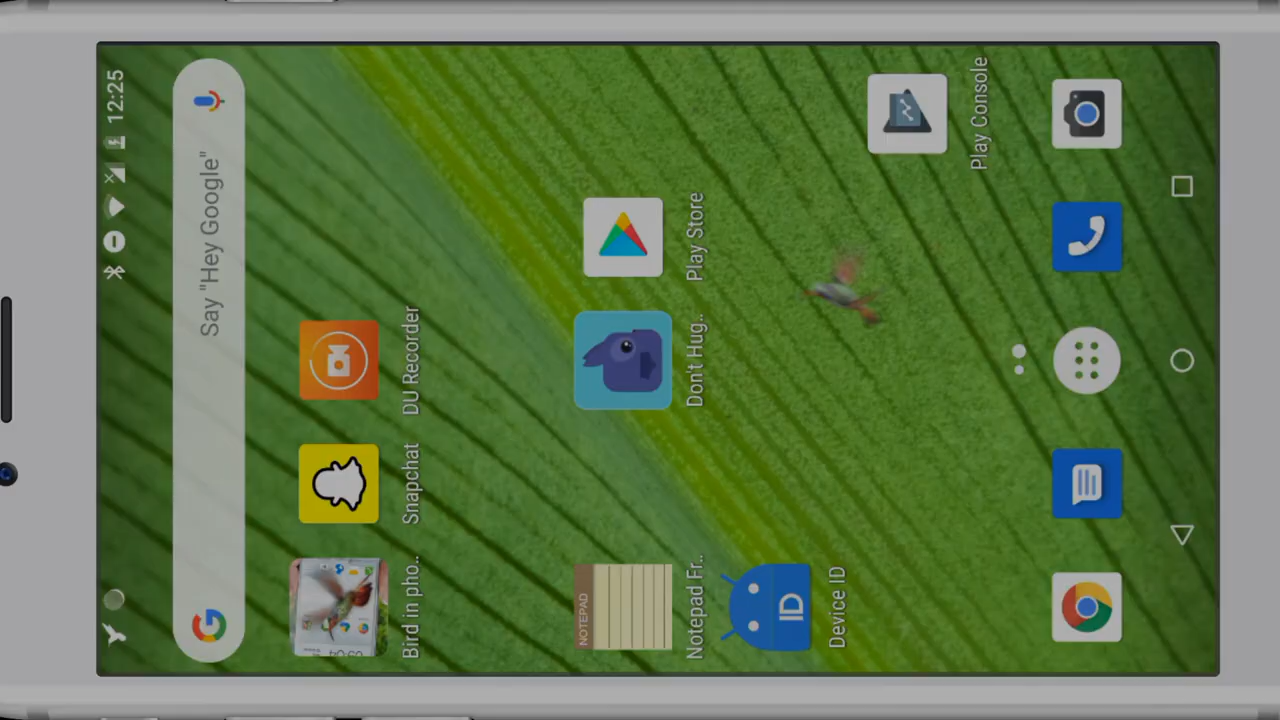 12:25
Say "Hey Google"
Bird in pho..
Snapchat
DU Recorder
NOTEPAD
Notepad Fr..
Dont Hug..
Play Store
ID
Device ID
Play Console